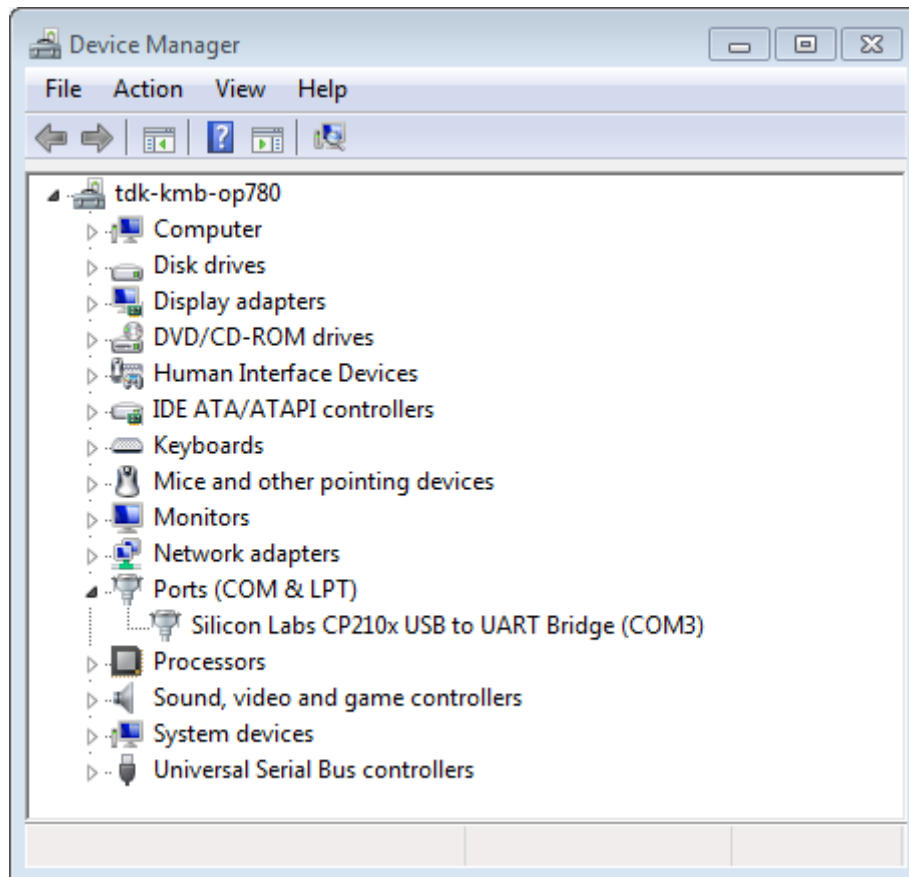 Device Manager
File Action View Help
tdk-kmb-op780
Computer
Disk drives
Display adapters
DVD/CD-ROM drives
Human Interface Devices
IDE ATA/ATAPI controllers
Keyboards
Mice and other pointing devices
Monitors
Network adapters
Ports (COM & LPT)
Silicon Labs CP210x USB to UART Bridge (COM3)
Processors
Sound, video and game controllers
System devices
Universal Serial Bus controllers